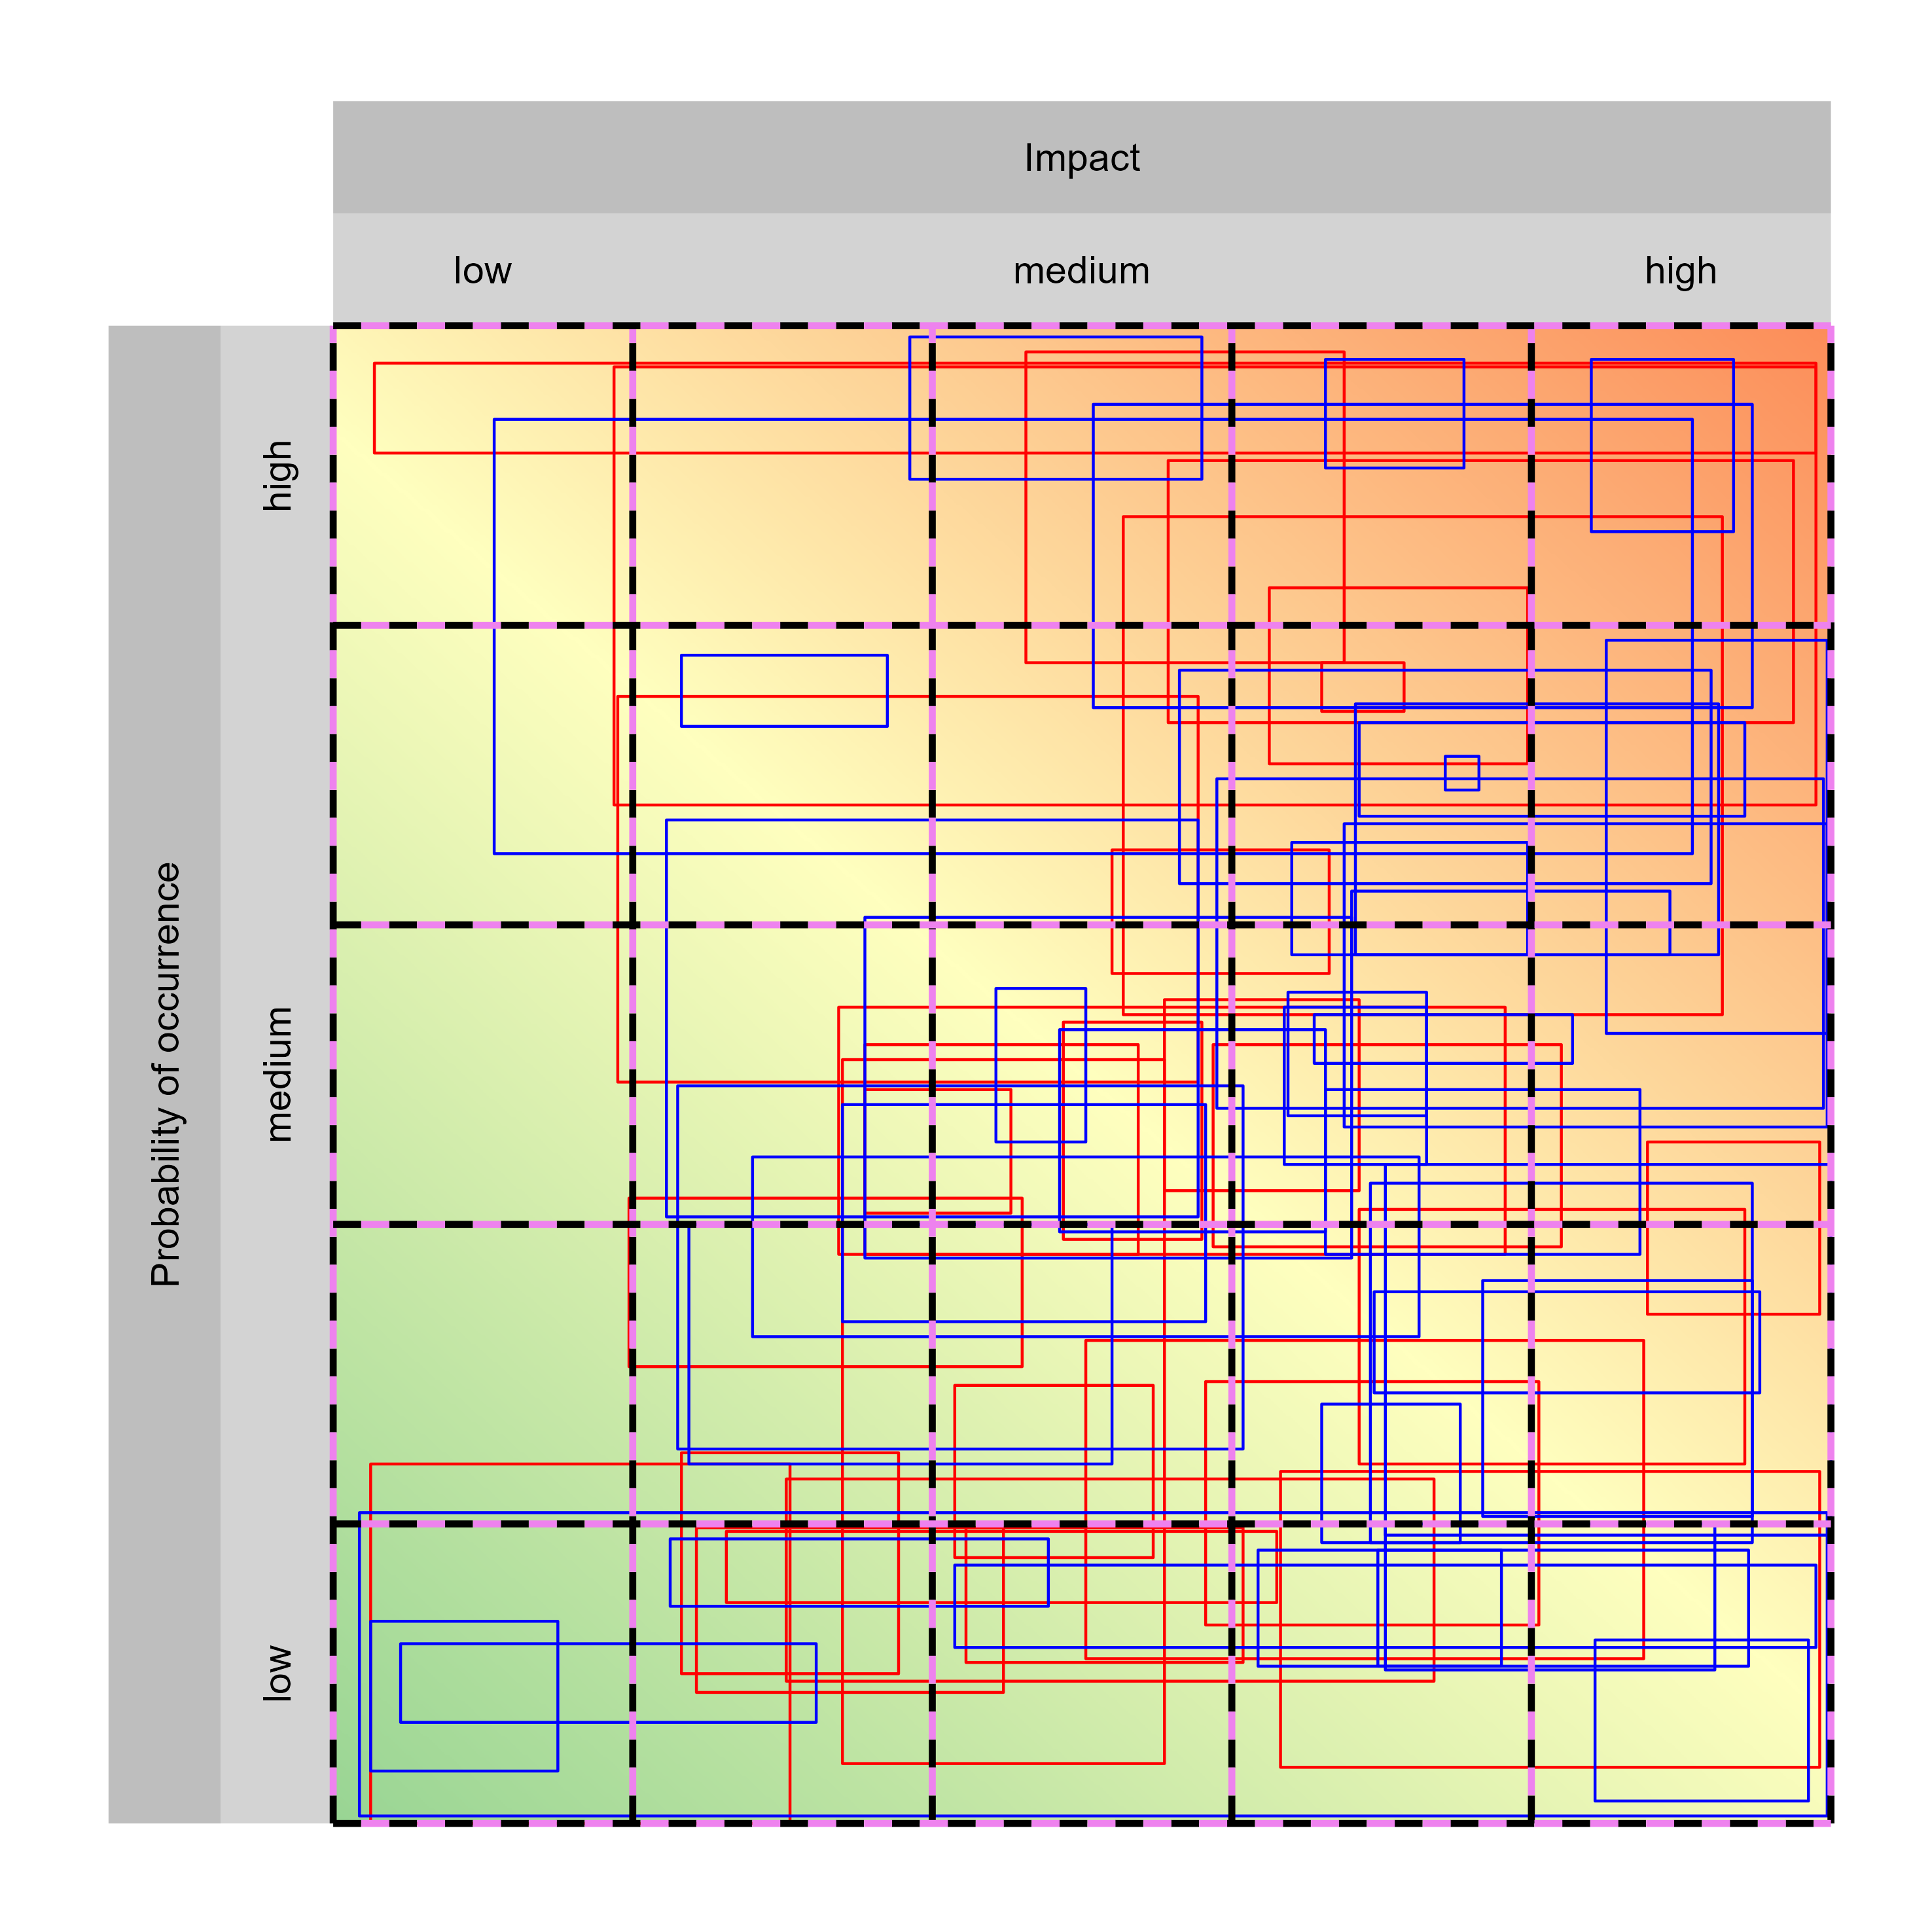 Impact
low
medium
high
Probability of occurrence
high
medium
low